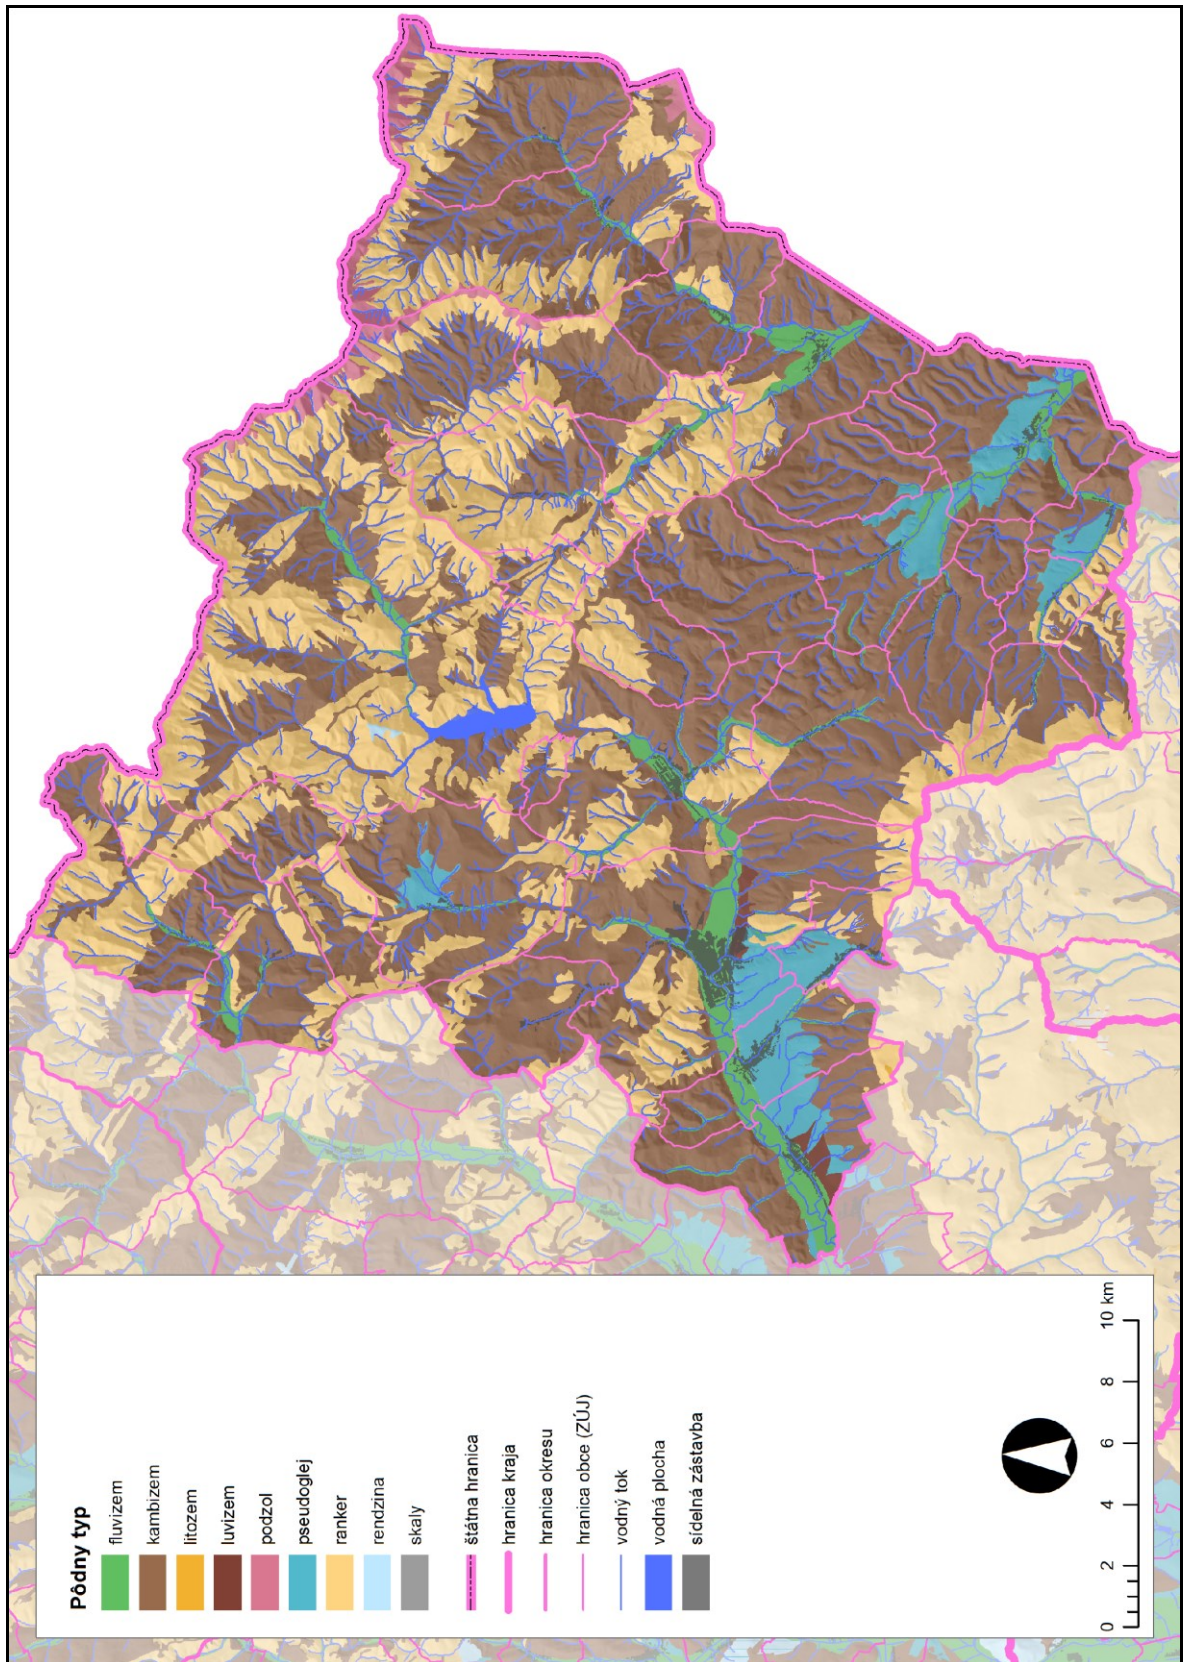 Pôdny typ
fluvizem
kambizem
litozem
luvizem
podzol
pseudoglej
ranker
rendzina
skaly
štátna hranica
hranica kraja
hranica okresu
hranica obce (ZÚJ)
vodný tok
vodná plocha
sídelná zástavba
0 2 4 6 8 10 km